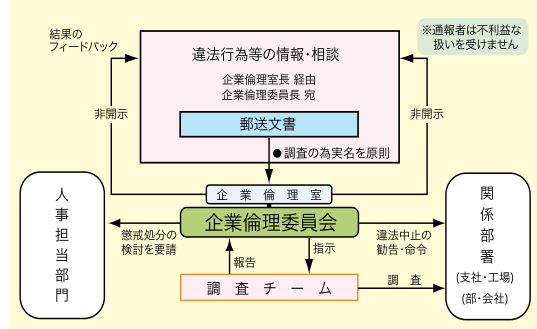 結果の
フィードバック
※通報者は不利益な
扱いを受けません
違法行為等の情報・相談
企業倫理室長 経由
企業倫理委員長 宛
郵送文書
非開示
非開示
●調査の為実名を原則
企業倫理室
企業倫理委員会
人事担当部門
懲戒処分の
検討を要請
違法中止の
勧告・命令
報告
指示
調査チーム
調査
関係部署
(支社・工場)
(部・会社)